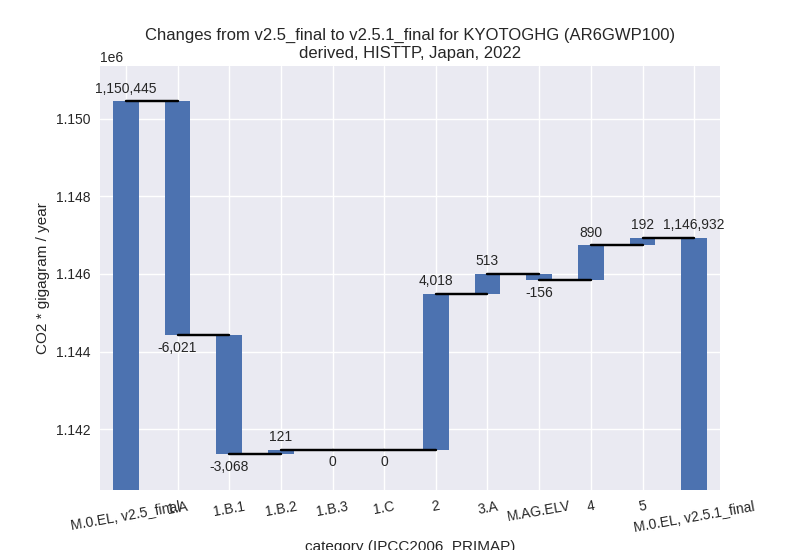 Changes from v2.5_final to v2.5.1_final for KYOTOGHG (AR6GWP100)
derived, HISTTP, Japan, 2022
1e6
1.150
1.148
1.146
1.144
1.142
CO2 * gigagram / year
1,150,445
-6,021
-3,068
121
0
0
4,018
513
-156
890
192
1,146,932
M.0.EL, v2.5_final
1.A
1.B.1
1.B.2
1.B.3
1.C
2
3.A
M.AG.ELV
4
5
M.0.EL, v2.5.1_final
category (IPCC2006_PRIMAP)